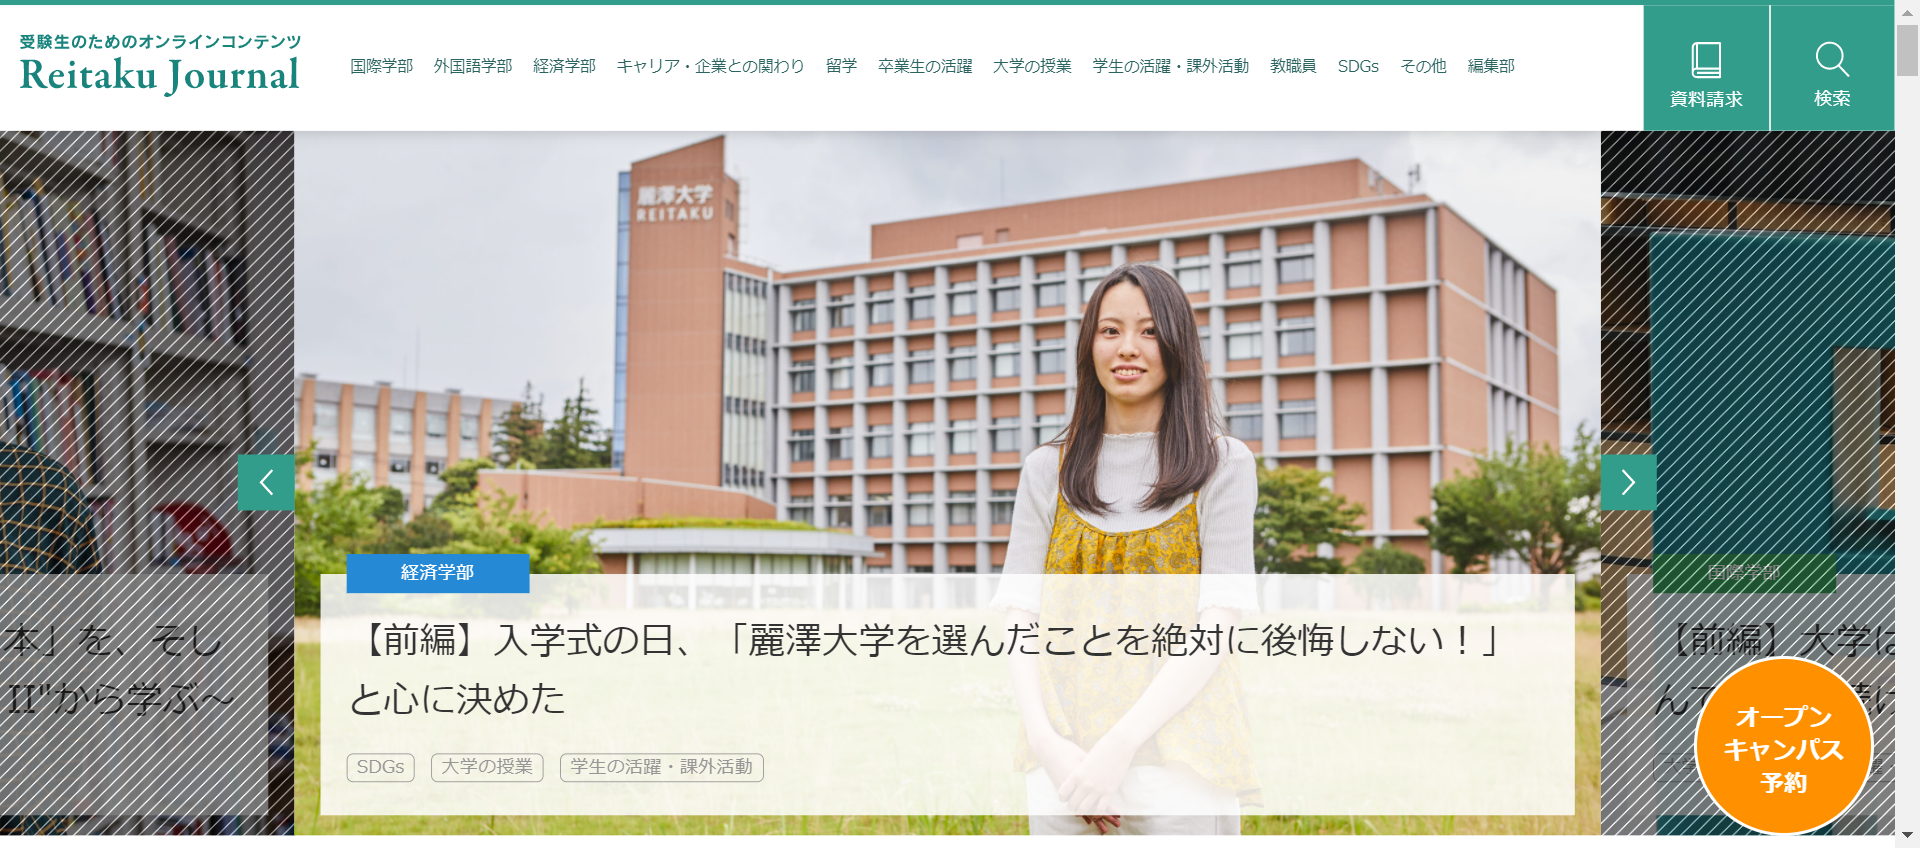 受験生のためのオンラインコンテンツ
Reitaku Journal
国際学部 外国語学部 経済学部 キャリア・企業との関わり 留学 卒業生の活躍 大学の授業 学生の活躍・課外活動 教職員 SDGs その他 編集部
資料請求
検索
麗澤大学
REITAKU
本」を、そし
II"から学ぶ～
経済学部
【前編】入学式の日、「麗澤大学を選んだことを絶対に後悔しない！」
と心に決めた
SDGs 大学の授業 学生の活躍・課外活動
国際学部
【前編】大学は
オープン
キャンパス
予約